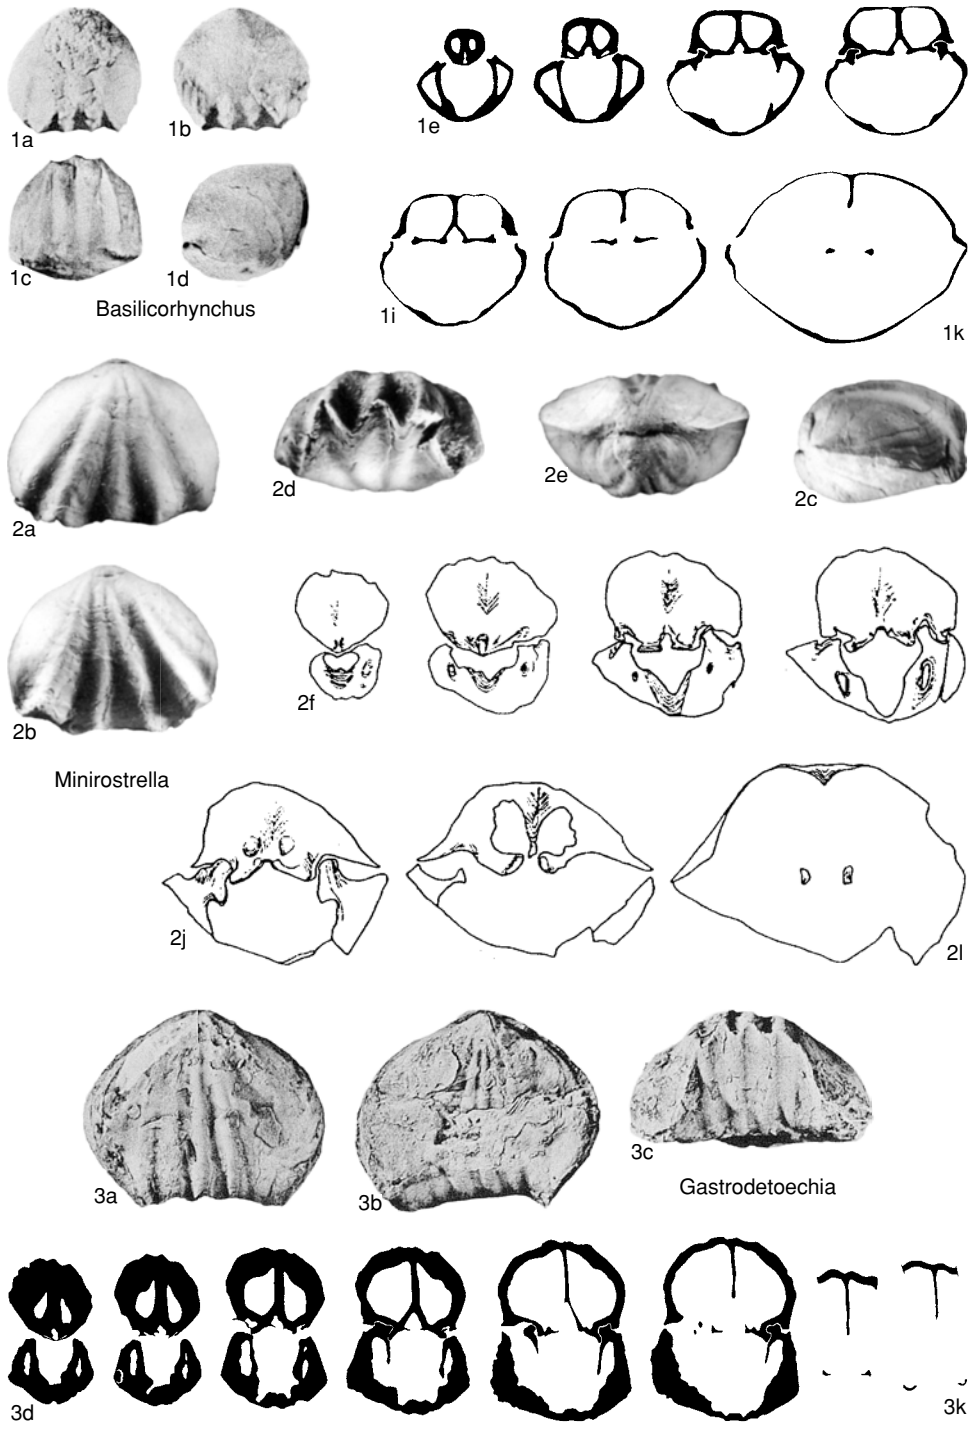 1a
1b
1e
1c
1d
Basilicorhynchus
1i
1k
2a
2d
2e
2c
2b
2f
Minirostrella
2j
2l
3a
3b
3c
Gastrodetoechia
3d
3k